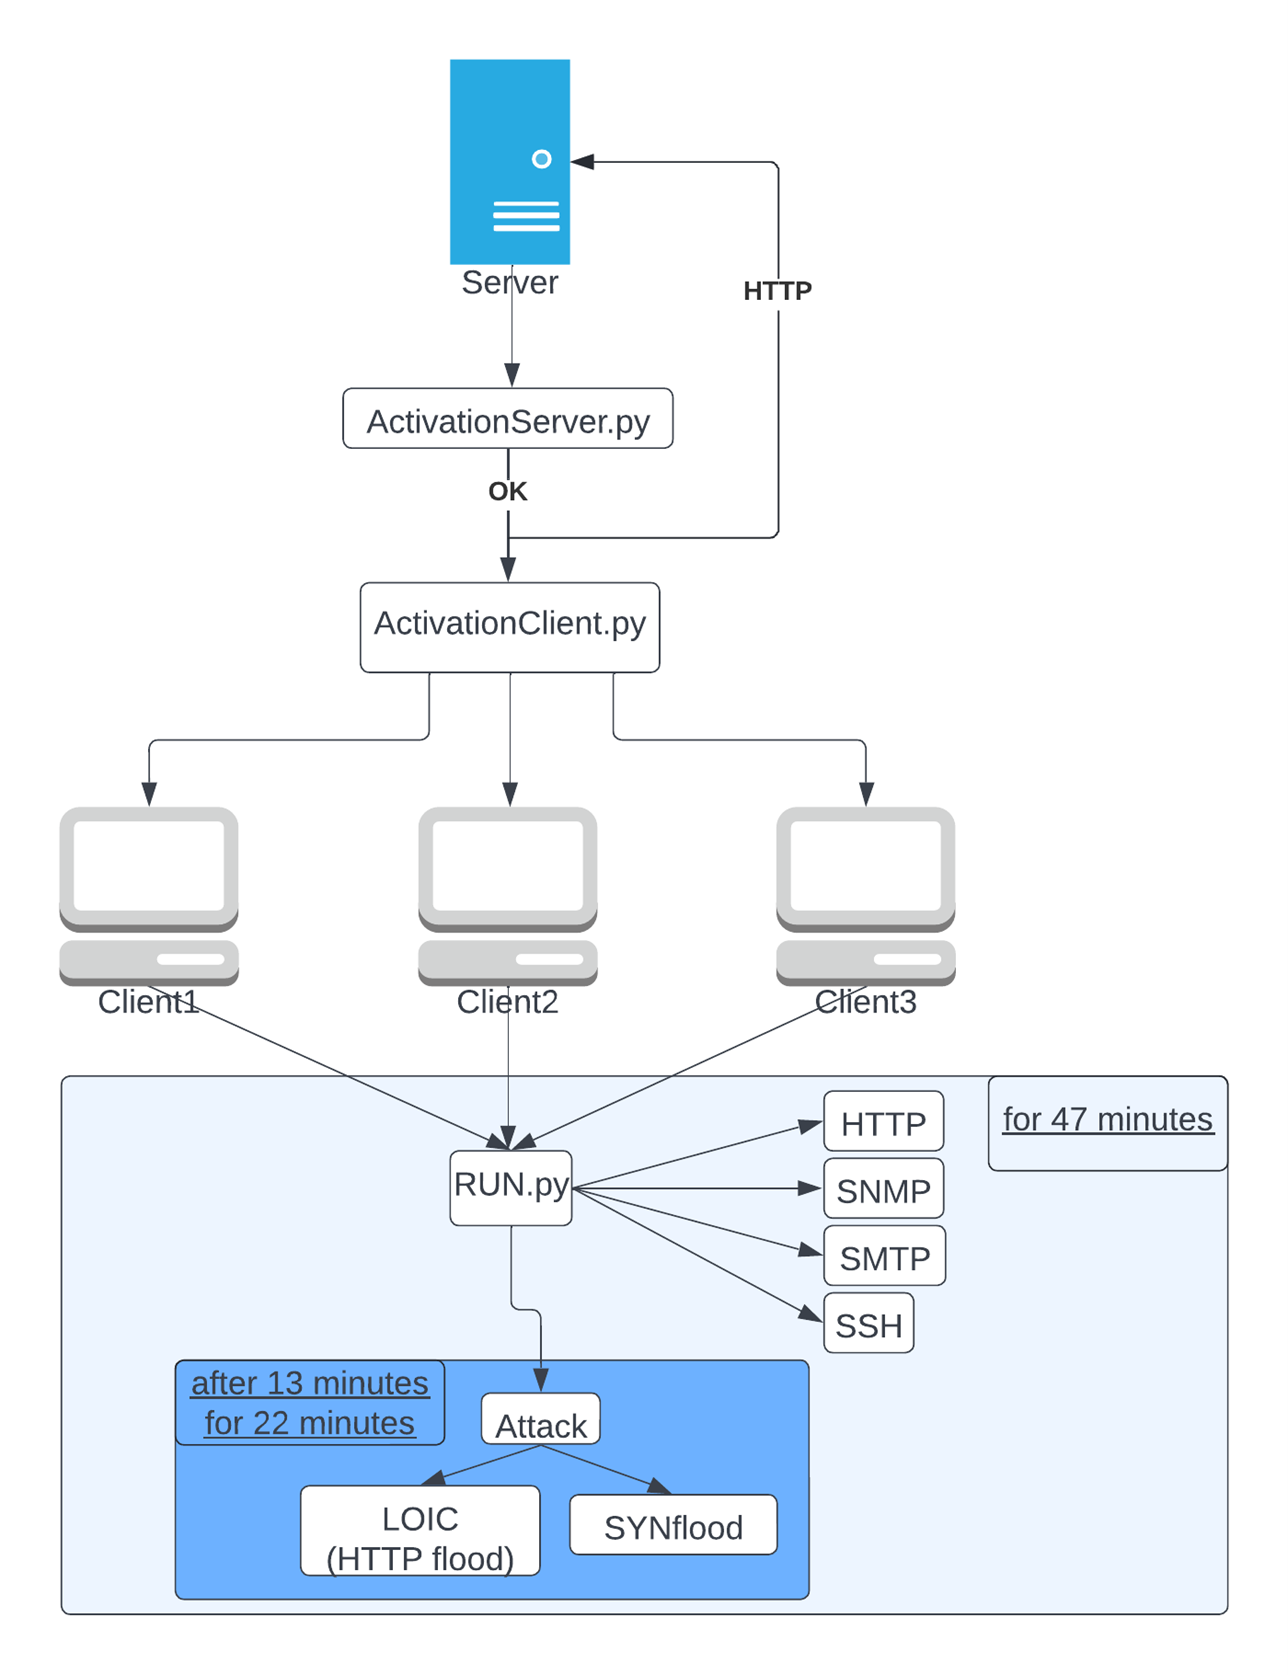 Server
HTTP
ActivationServer.py
OK
ActivationClient.py
Client1
Client2
Client3
for 47 minutes
HTTP
RUN.py
SNMP
SMTP
SSH
after 13 minutes
for 22 minutes
Attack
LOIC
(HTTP flood)
SYNflood